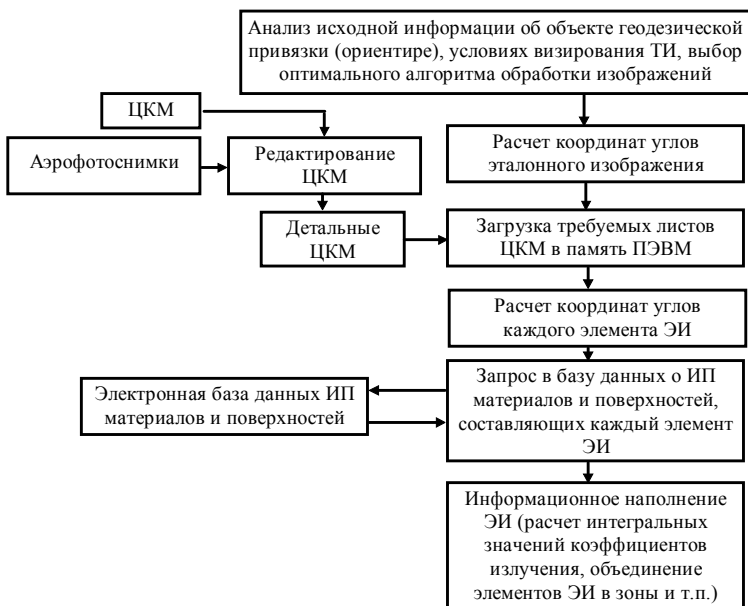 Анализ исходной информации об объекте геодезической
привязки (ориентире), условиях визирования ТИ, выбор
оптимального алгоритма обработки изображений
ЦКМ
Аэрофотоснимки
Редактирование
ЦКМ
Расчет координат углов
эталонного изображения
Детальные
ЦКМ
Загрузка требуемых листов
ЦКМ в память ПЭВМ
Расчет координат углов
каждого элемента ЭИ
Электронная база данных ИП
материалов и поверхностей
Запрос в базу данных о ИП
материалов и поверхностей,
составляющих каждый элемент
ЭИ
Информационное наполнение
ЭИ (расчет интегральных
значений коэффициентов
излучения, объединение
элементов ЭИ в зоны и т.п.)